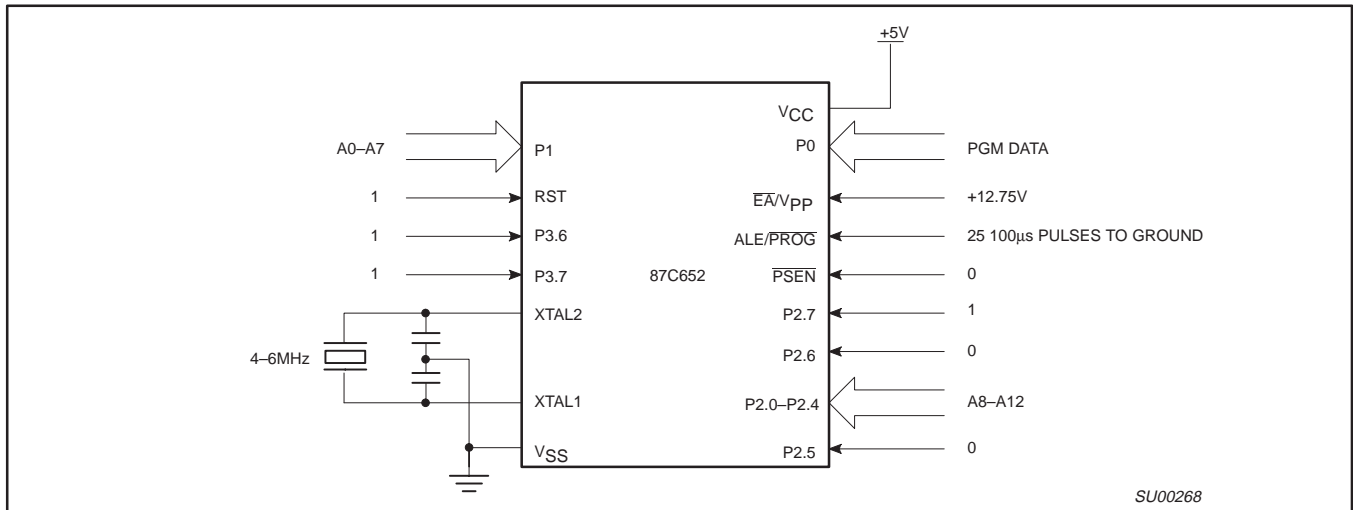 +5V
VCC
A0–A7
P1
P0
PGM DATA
1
RST
EA/VPP
+12.75V
1
P3.6
ALE/PROG
25 100µs PULSES TO GROUND
1
P3.7
87C652
PSEN
0
XTAL2
P2.7
1
4–6MHz
P2.6
0
XTAL1
P2.0–P2.4
A8–A12
VSS
P2.5
0
SU00268